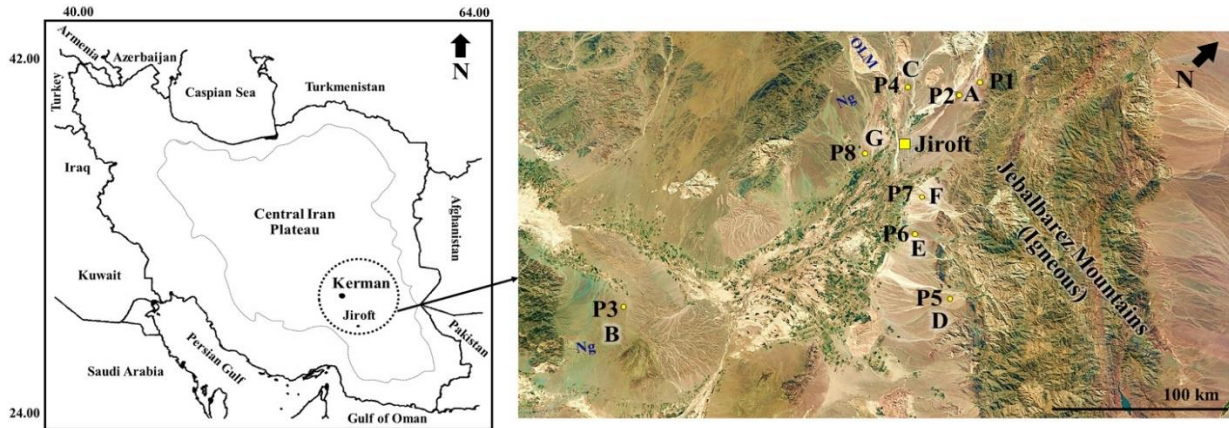 40.00
64.00
42.00
N
Armenia
Azerbaijan
Turkey
Caspian Sea
Turkmenistan
Iraq
Central Iran
Plateau
Afghanistan
Kuwait
Kerman
Jiroft
Persian Gulf
Pakistan
Saudi Arabia
Gulf of Oman
24.00
N
OLM
C
P4
P1
P2
A
Ng
G
P8
Jiroft
P7
F
P6
E
Jebalbarez Mountains
(Igneous)
P3
B
P5
D
Ng
100 km